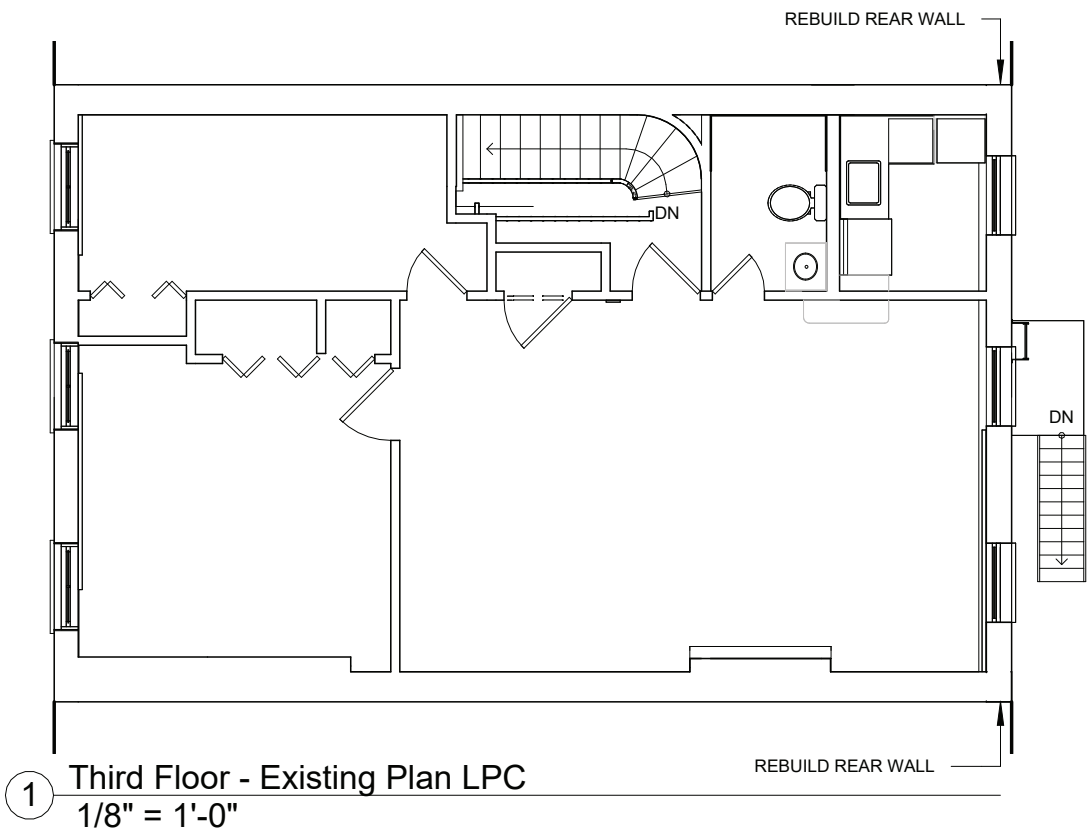 REBUILD REAR WALL
DN
DN
REBUILD REAR WALL
1
Third Floor - Existing Plan LPC
1/8" = 1'-0"